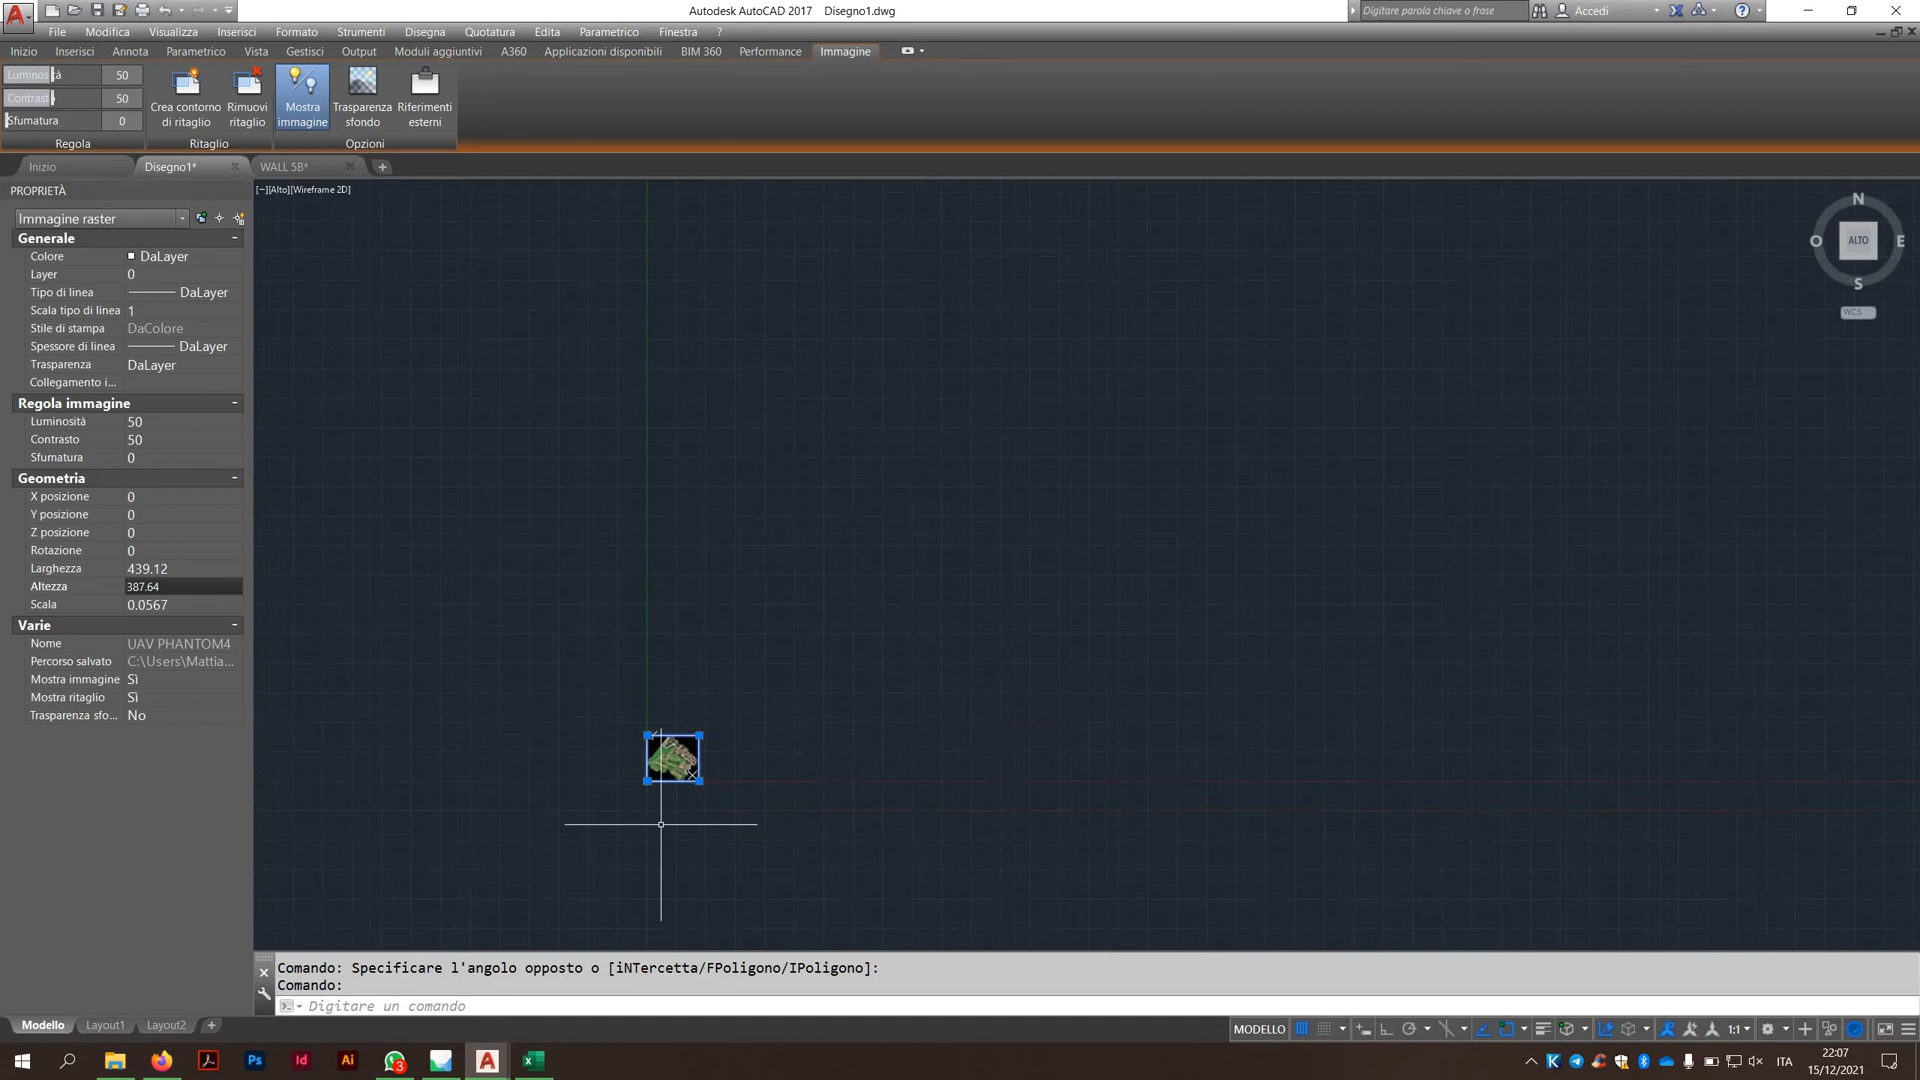 Autodesk AutoCAD 2017 Disegno1.dwg
Digitare parola chiave o frase
Accedi
File Modifica Visualizza Inserisci Formato Strumenti Disegna Quotatura Edita Parametrico Finestra ?
Inizio Inserisci Annota Parametrico Vista Gestisci Output Moduli aggiuntivi A360 Applicazioni disponibili BIM 360 Performance Immagine
Luminosità 50
Contrasto 50
Sfumatura 0
Crea contorno di ritaglio
Rimuovi ritaglio
Mostra immagine
Trasparenza sfondo
Riferimenti esterni
Regola Ritaglio Opzioni
Inizio Disegno1* WALL 5B*
PROPRIETÀ
[−][Alto][Wireframe 2D]
Immagine raster
Generale
Colore DaLayer
Layer 0
Tipo di linea DaLayer
Scala tipo di linea 1
Stile di stampa DaColore
Spessore di linea DaLayer
Trasparenza DaLayer
Collegamento i...
Regola immagine
Luminosità 50
Contrasto 50
Sfumatura 0
Geometria
X posizione 0
Y posizione 0
Z posizione 0
Rotazione 0
Larghezza 439.12
Altezza 387.64
Scala 0.0567
Varie
Nome UAV PHANTOM4
Percorso salvato C:\Users\Mattia...
Mostra immagine Sì
Mostra ritaglio Sì
Trasparenza sfo... No
N
O ALTO E
S
WCS
Comando: Specificare l'angolo opposto o [iNTercetta/FPoligono/IPoligono]:
Comando:
Digitare un comando
Modello Layout1 Layout2
MODELLO 1:1
Ps Id Ai 3
ITA
22:07
15/12/2021